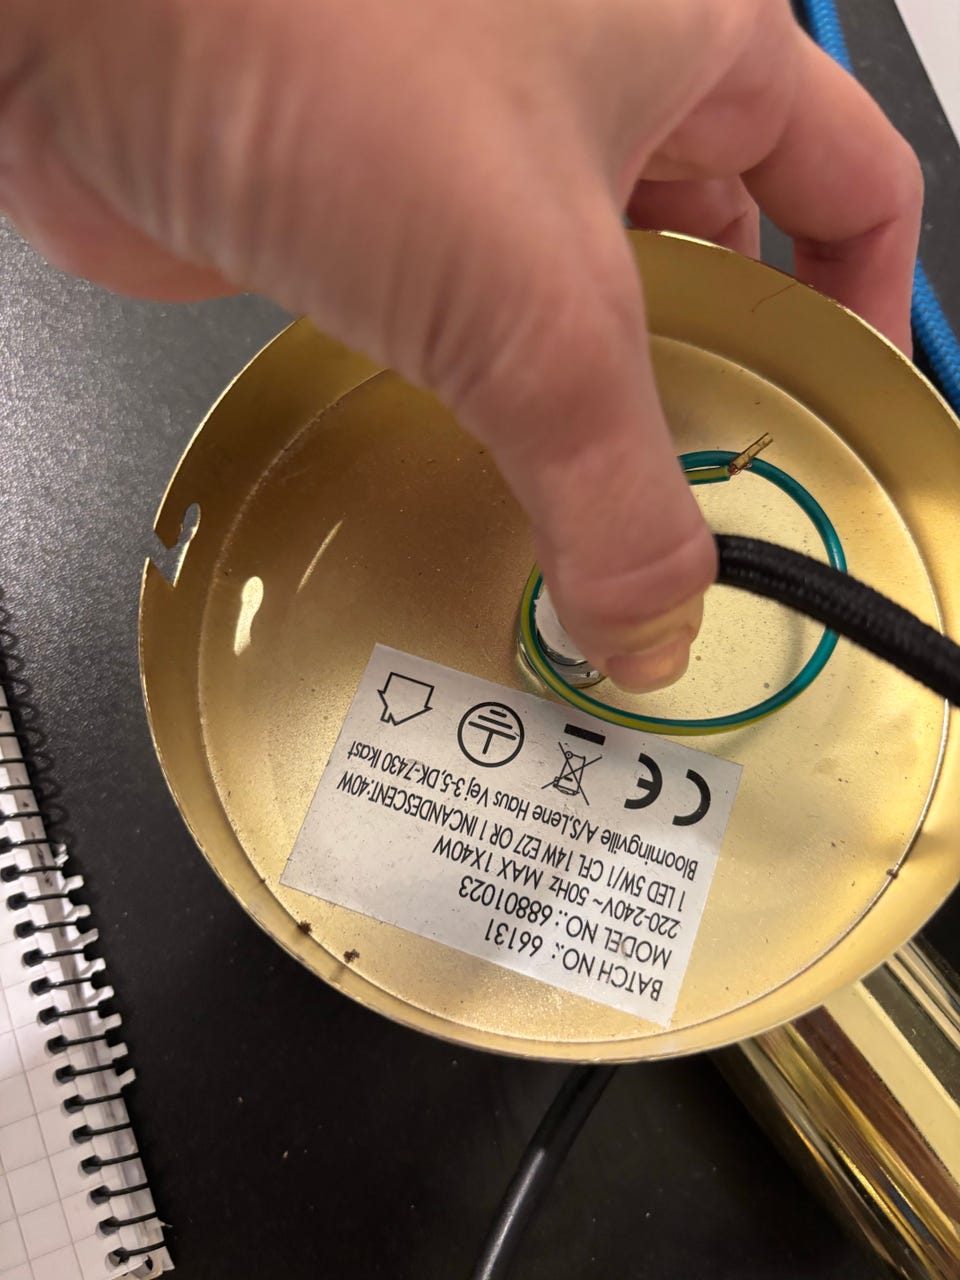 BATCH NO.: 66131
MODEL NO.: 68801023
220-240V ~ 50Hz MAX 1X40W
1 LED 5W/1 CFL 14W E27 OR 1 INCANDESCENT:40W
Bloomingville A/S,Lene Haus Vej 3-5,DK-7430 Ikast
CE